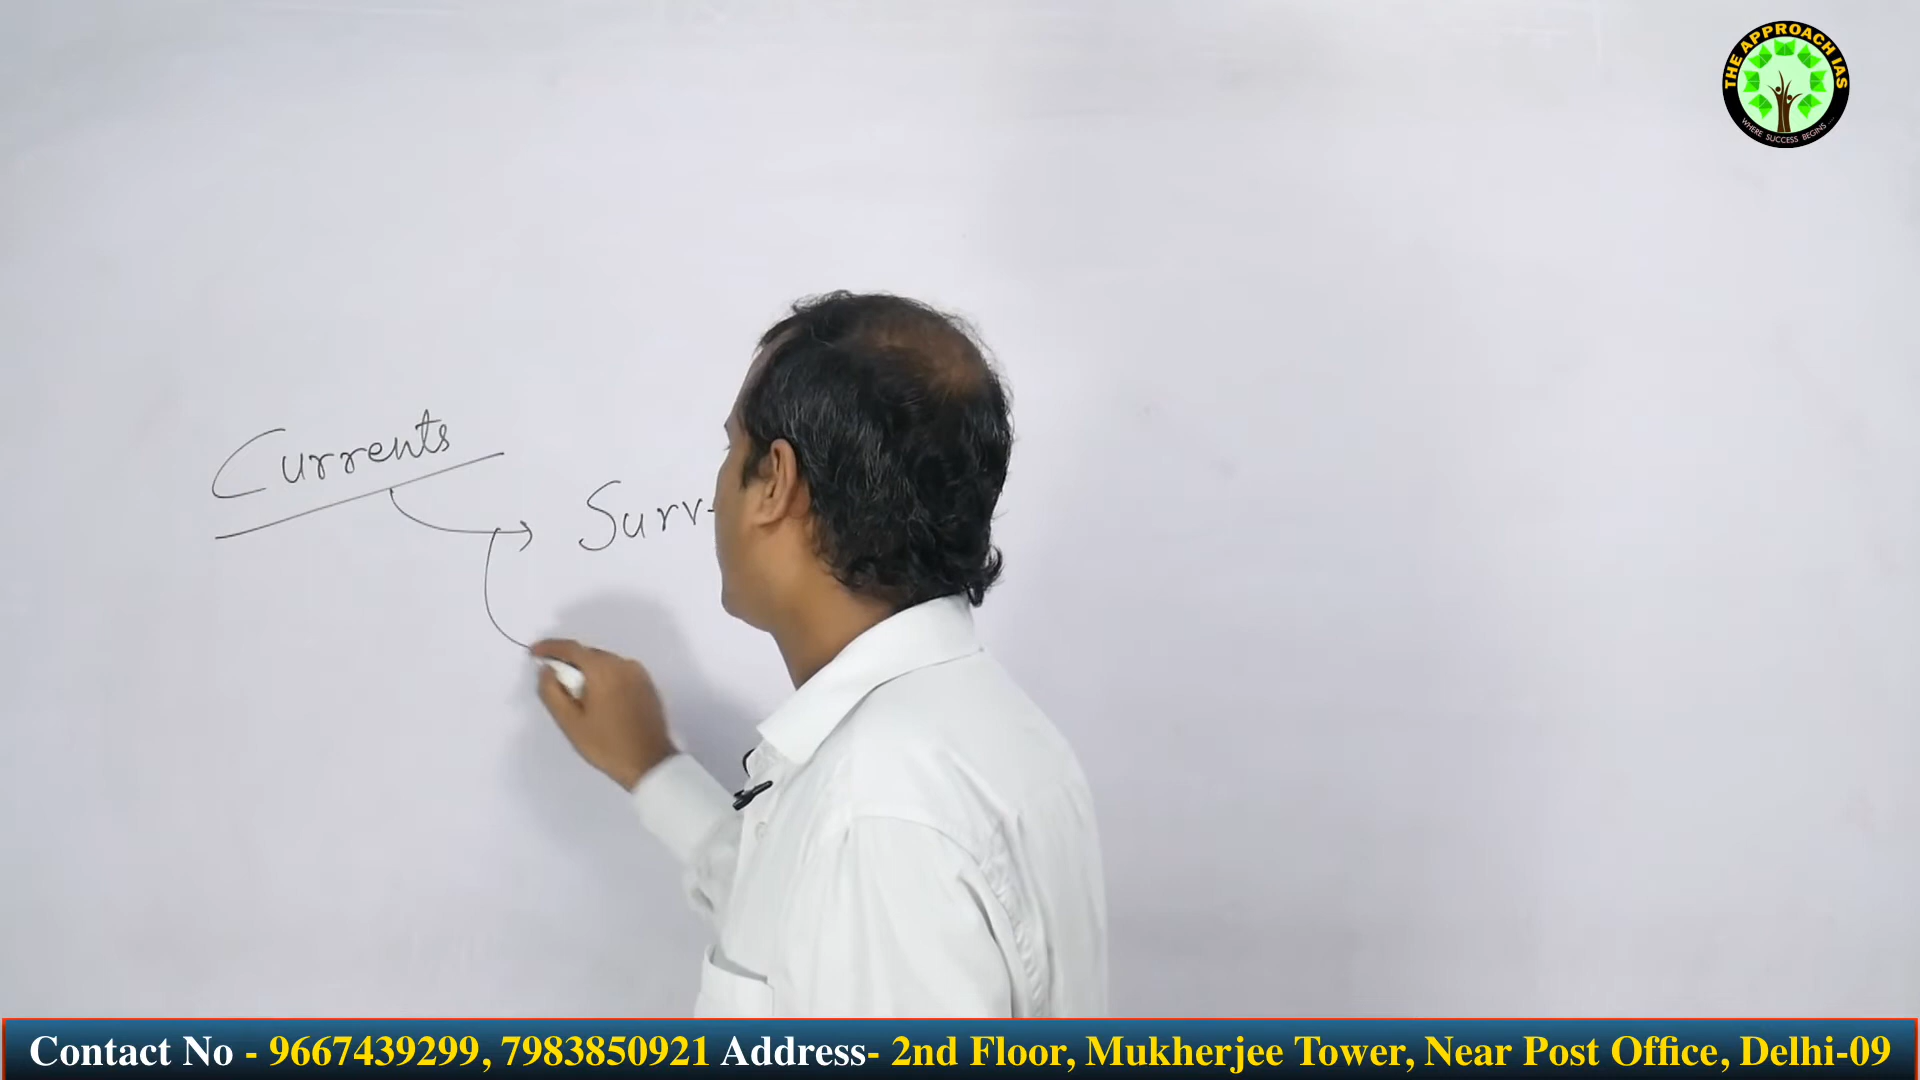 THE APPROACH IAS
WHERE SUCCESS BEGINS ....
Currents
Contact No - 9667439299, 7983850921 Address- 2nd Floor, Mukherjee Tower, Near Post Office, Delhi-09